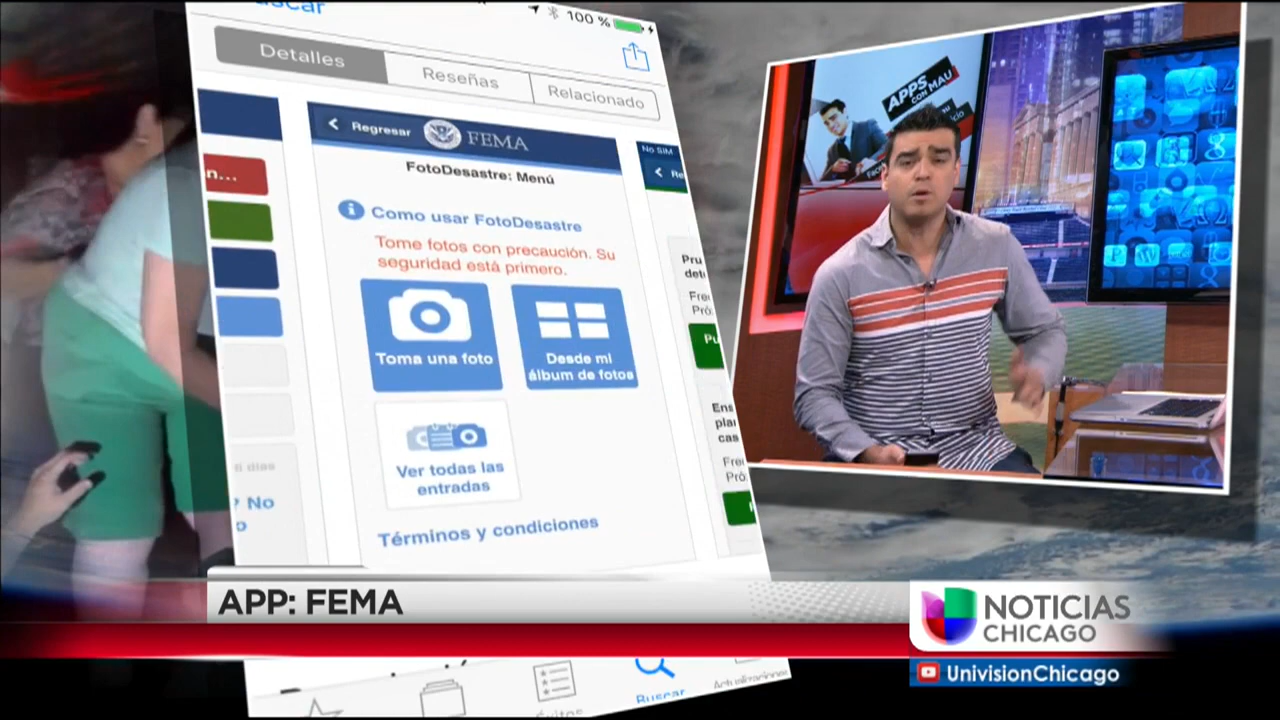 100 %
Detalles
Reseñas
Relacionado
Regresar
FEMA
FotoDesastre: Menú
Como usar FotoDesastre
Tome fotos con precaución. Su
seguridad está primero.
Toma una foto
Desde mi
álbum de fotos
Ver todas las
entradas
Términos y condiciones
No SIM
No
Buscar
APPS
CON MAU
APP: FEMA
NOTICIAS
CHICAGO
UnivisionChicago